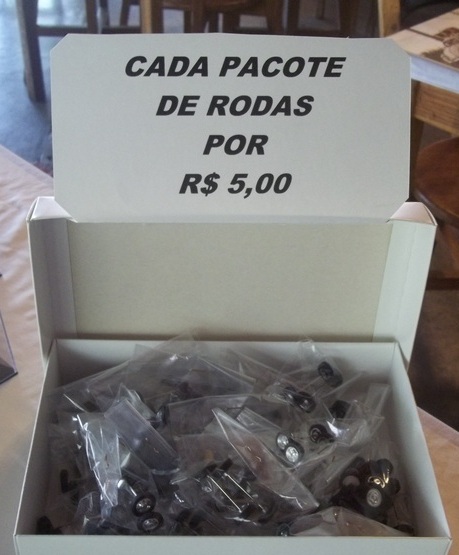 CADA PACOTE
DE RODAS
POR
R$ 5,00